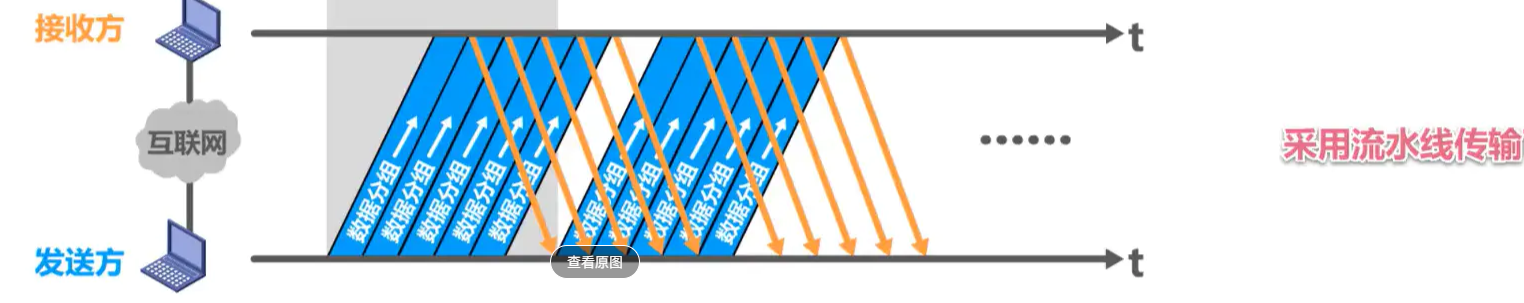 接收方
t
互联网
数据分组
数据分组
数据分组
数据分组
数据分组
数据分组
数据分组
数据分组
数据分组
数据分组
......
采用流水线传输
发送方
t
查看原图